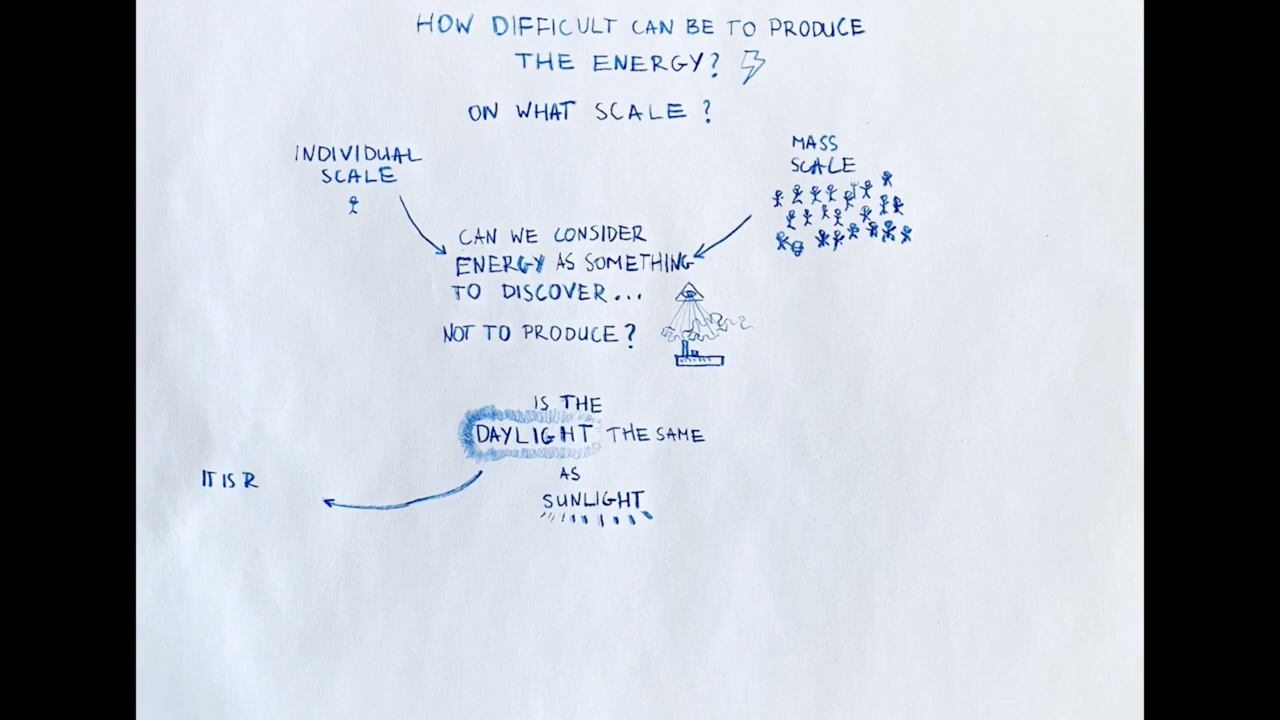 HOW DIFFICULT CAN BE TO PRODUCE
THE ENERGY?
ON WHAT SCALE?
INDIVIDUAL
SCALE
MASS
SCALE
CAN WE CONSIDER
ENERGY AS SOMETHING
TO DISCOVER...
NOT TO PRODUCE?
IS THE
DAYLIGHT THE SAME
AS
SUNLIGHT
IT IS R